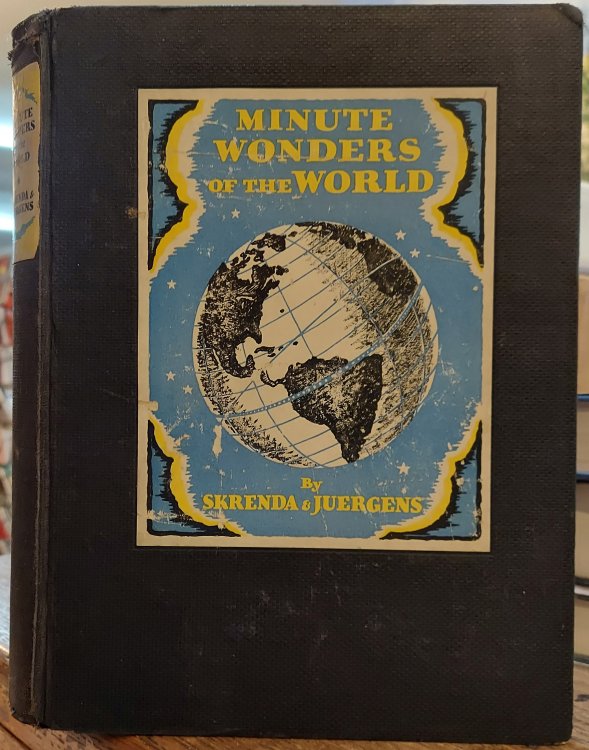 MINUTE
WONDERS
OF THE WORLD
By
SKRENDA & JUERGENS